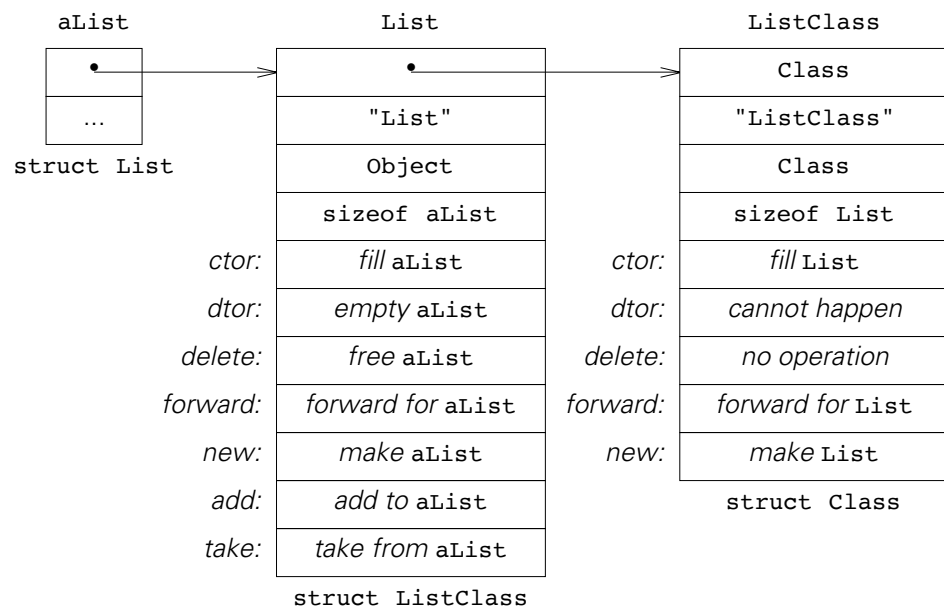 aList List ListClass
Class
... "List" "ListClass"
struct List Object Class
sizeof aList sizeof List
ctor: fill aList ctor: fill List
dtor: empty aList dtor: cannot happen
delete: free aList delete: no operation
forward: forward for aList forward: forward for List
new: make aList new: make List
add: add to aList struct Class
take: take from aList
struct ListClass